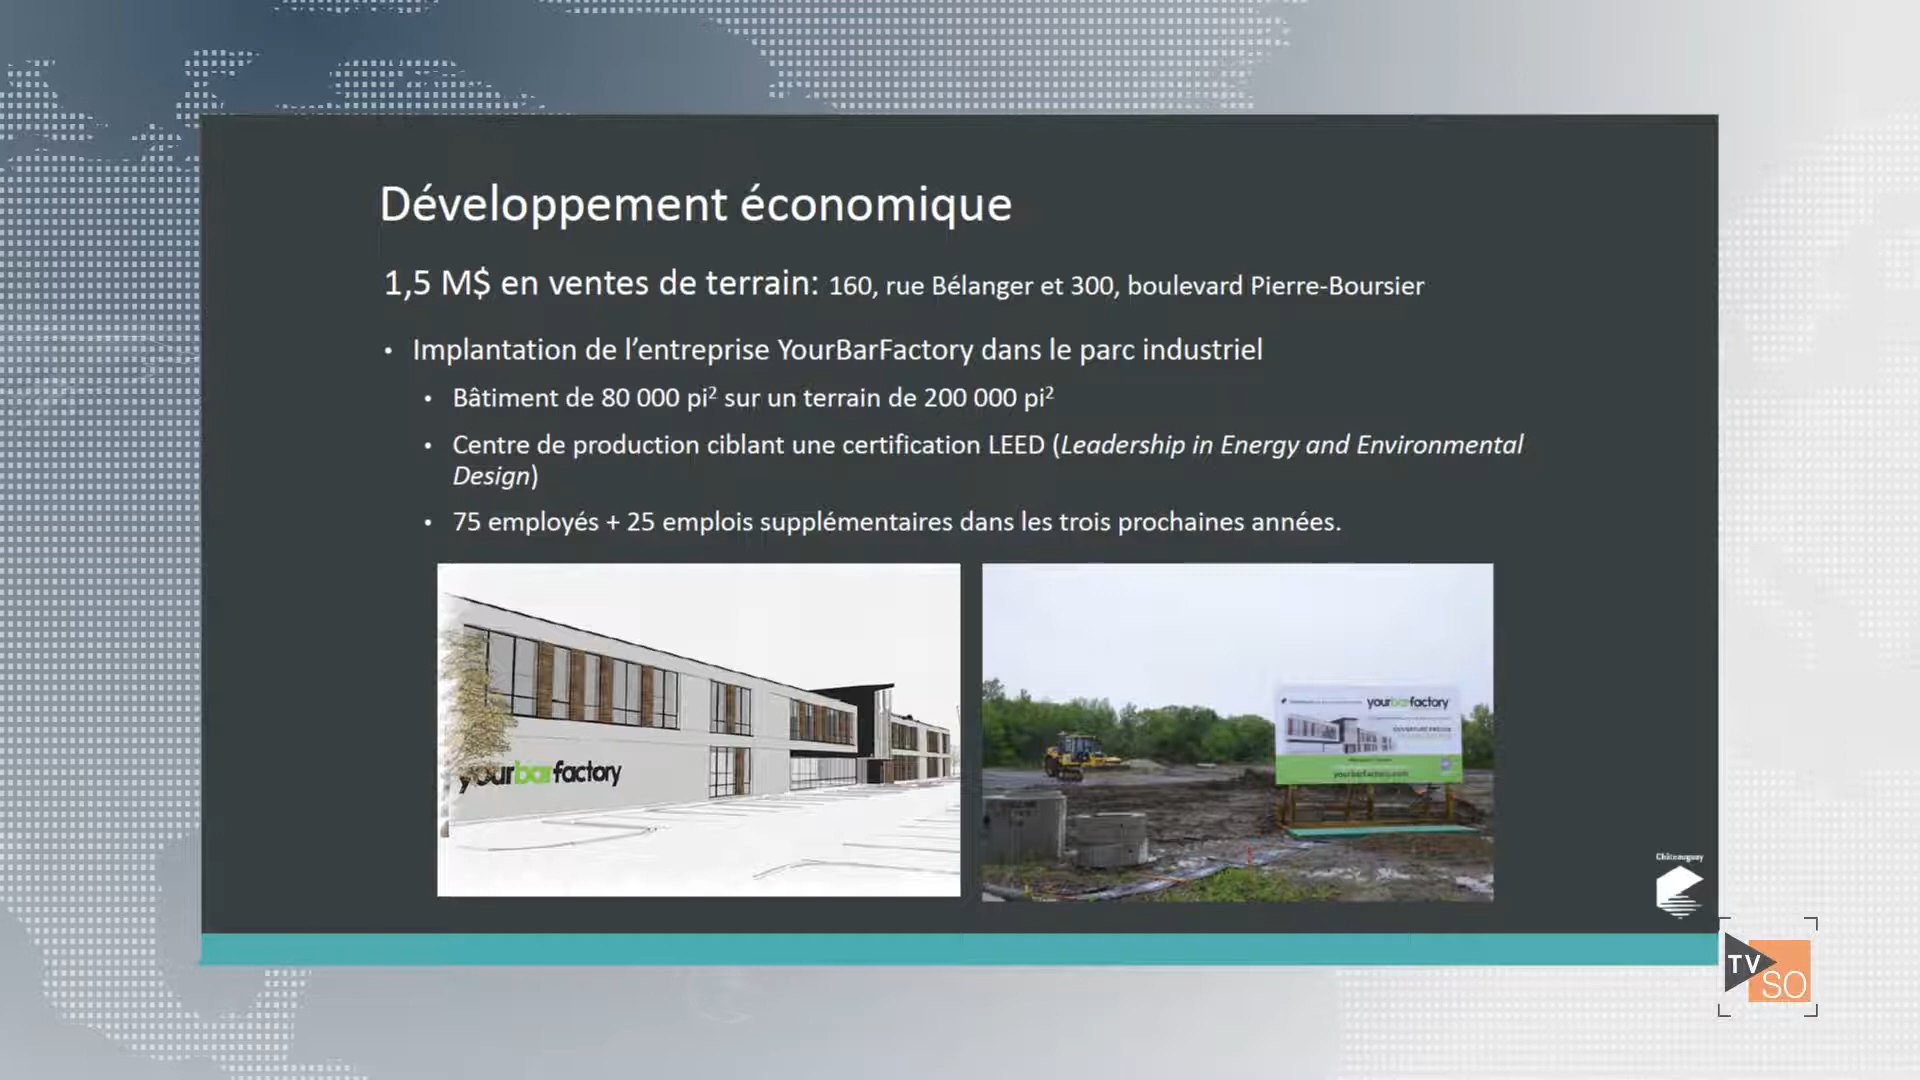 Développement économique
1,5 M$ en ventes de terrain: 160, rue Bélanger et 300, boulevard Pierre-Boursier
• Implantation de l’entreprise YourBarFactory dans le parc industriel
• Bâtiment de 80 000 pi² sur un terrain de 200 000 pi²
• Centre de production ciblant une certification LEED (Leadership in Energy and Environmental
Design)
• 75 employés + 25 emplois supplémentaires dans les trois prochaines années.
yourbarfactory
yourbarfactory
yourbarfactory.com
Châteauguay
TV
SO